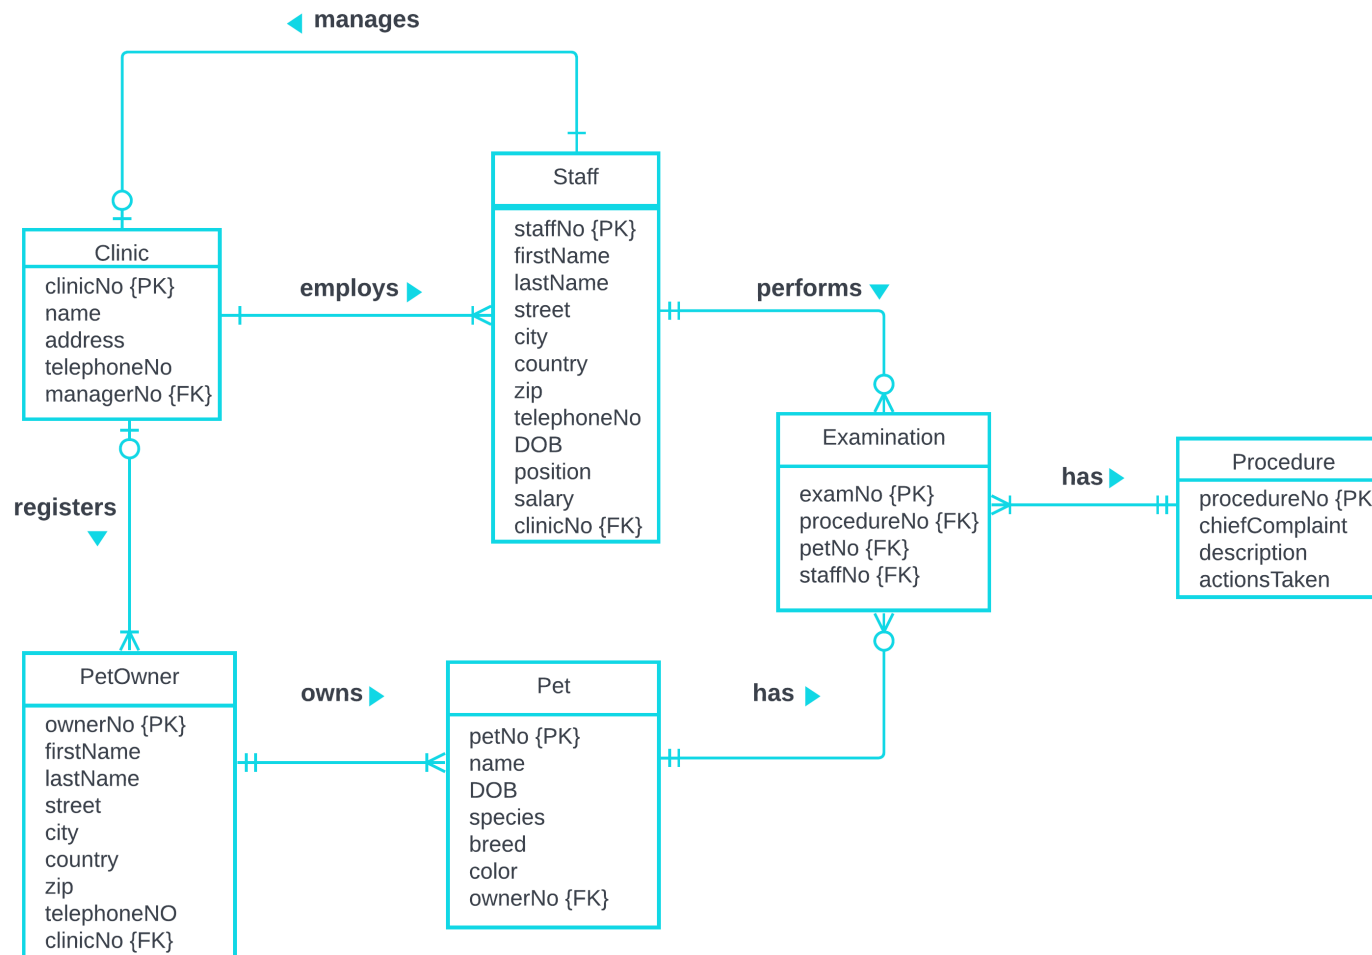 manages
Staff
staffNo {PK}
firstName
lastName
street
city
country
zip
telephoneNo
DOB
position
salary
clinicNo {FK}
Clinic
clinicNo {PK}
name
address
telephoneNo
managerNo {FK}
employs
performs
registers
Examination
examNo {PK}
procedureNo {FK}
petNo {FK}
staffNo {FK}
has
Procedure
procedureNo {PK
chiefComplaint
description
actionsTaken
PetOwner
ownerNo {PK}
firstName
lastName
street
city
country
zip
telephoneNO
clinicNo {FK}
owns
Pet
petNo {PK}
name
DOB
species
breed
color
ownerNo {FK}
has